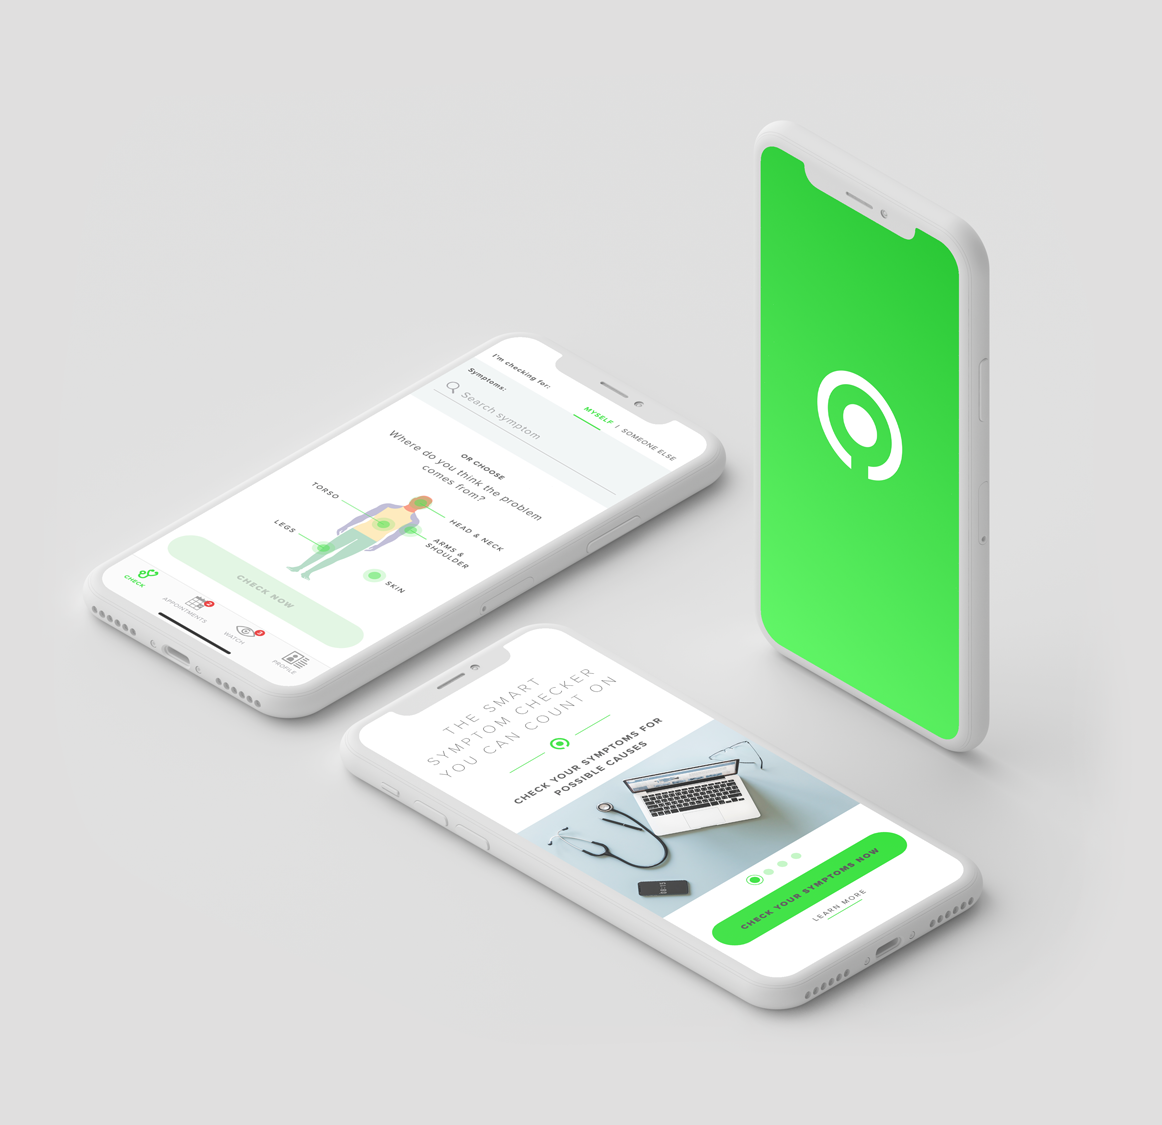 I'm checking for:
MYSELF | SOMEONE ELSE
Symptoms:
Search symptom
OR CHOOSE
Where do you think the problem
comes from?
TORSO
HEAD & NECK
LEGS
ARMS &
SHOULDER
SKIN
CHECK NOW
CHECK
APPOINTMENTS
WATCH
PROFILE
THE SMART
SYMPTOM CHECKER
YOU CAN COUNT ON
CHECK YOUR SYMPTOMS FOR
POSSIBLE CAUSES
CHECK YOUR SYMPTOMS NOW
LEARN MORE